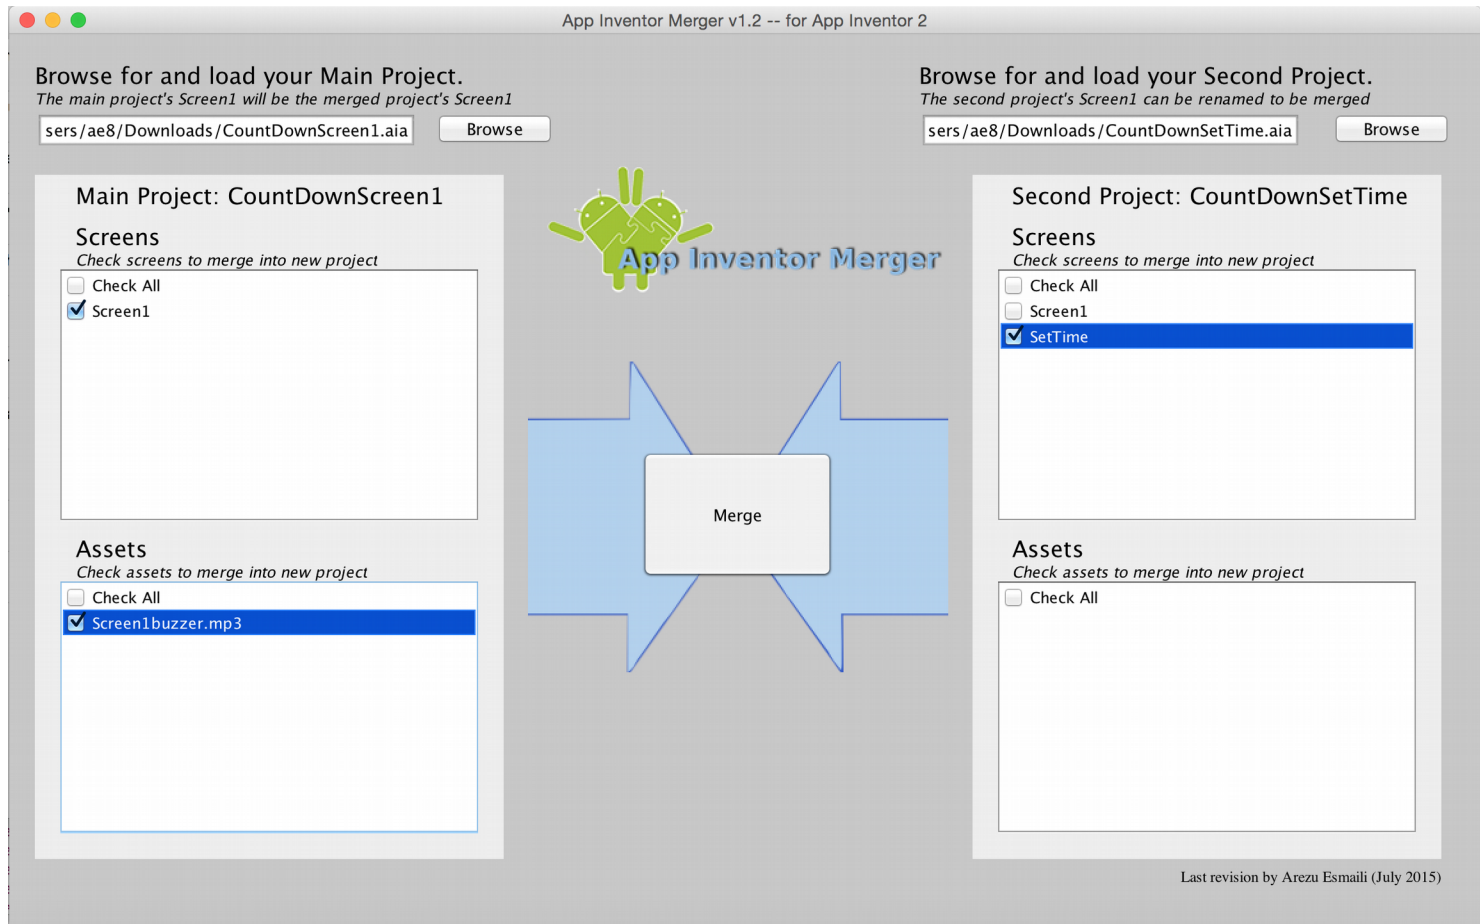 App Inventor Merger v1.2 -- for App Inventor 2
Browse for and load your Main Project.
The main project's Screen1 will be the merged project's Screen1
sers/ae8/Downloads/CountDownScreen1.aia
Browse
Browse for and load your Second Project.
The second project's Screen1 can be renamed to be merged
sers/ae8/Downloads/CountDownSetTime.aia
Browse
Main Project: CountDownScreen1
Screens
Check screens to merge into new project
Check All
Screen1
Assets
Check assets to merge into new project
Check All
Screen1buzzer.mp3
App Inventor Merger
Merge
Second Project: CountDownSetTime
Screens
Check screens to merge into new project
Check All
Screen1
SetTime
Assets
Check assets to merge into new project
Check All
Last revision by Arezu Esmaili (July 2015)